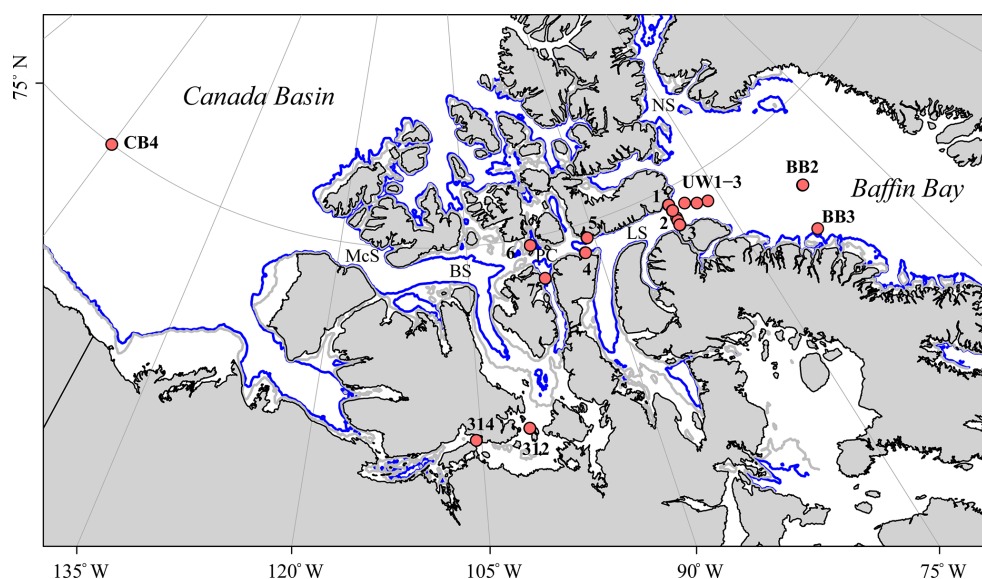 75° N
Canada Basin
CB4
NS
UW1−3
BB2
Baffin Bay
BB3
1
2
3
LS
5
4
6
PS
7
McS
BS
314
312
135° W
120° W
105° W
90° W
75° W